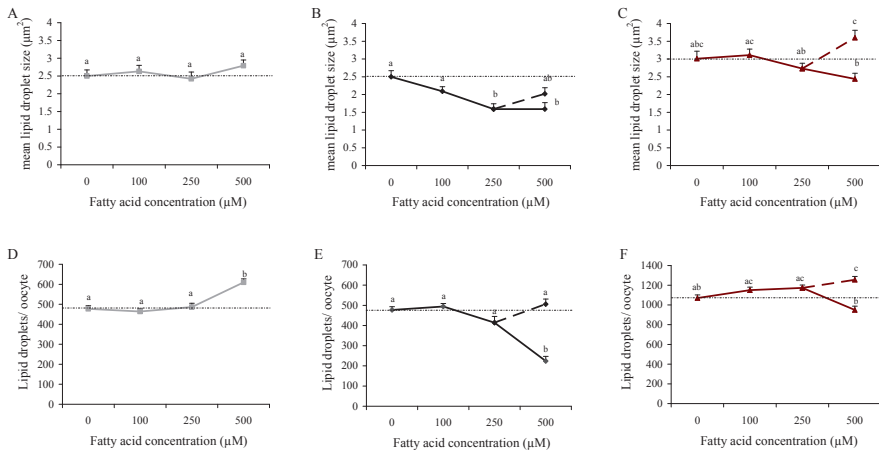 A
mean lipid droplet size (µm²)
4
3.5
3
2.5
2
1.5
1
0.5
0
a
a
a
a
0 100 250 500
Fatty acid concentration (µM)
B
mean lipid droplet size (µm²)
4
3.5
3
2.5
2
1.5
1
0.5
0
a
a
b
ab
b
0 100 250 500
Fatty acid concentration (µM)
C
mean lipid droplet size (µm²)
4
3.5
3
2.5
2
1.5
1
0.5
0
abc
ac
ab
c
b
0 100 250 500
Fatty acid concentration (µM)
D
Lipid droplets/ oocyte
700
600
500
400
300
200
100
0
a
a
a
b
0 100 250 500
Fatty acid concentration (µM)
E
Lipid droplets/ oocyte
700
600
500
400
300
200
100
0
a
a
a
a
b
0 100 250 500
Fatty acid concentration (µM)
F
Lipid droplets/ oocyte
1400
1200
1000
800
600
400
200
0
ab
ac
ac
c
b
0 100 250 500
Fatty acid concentration (µM)